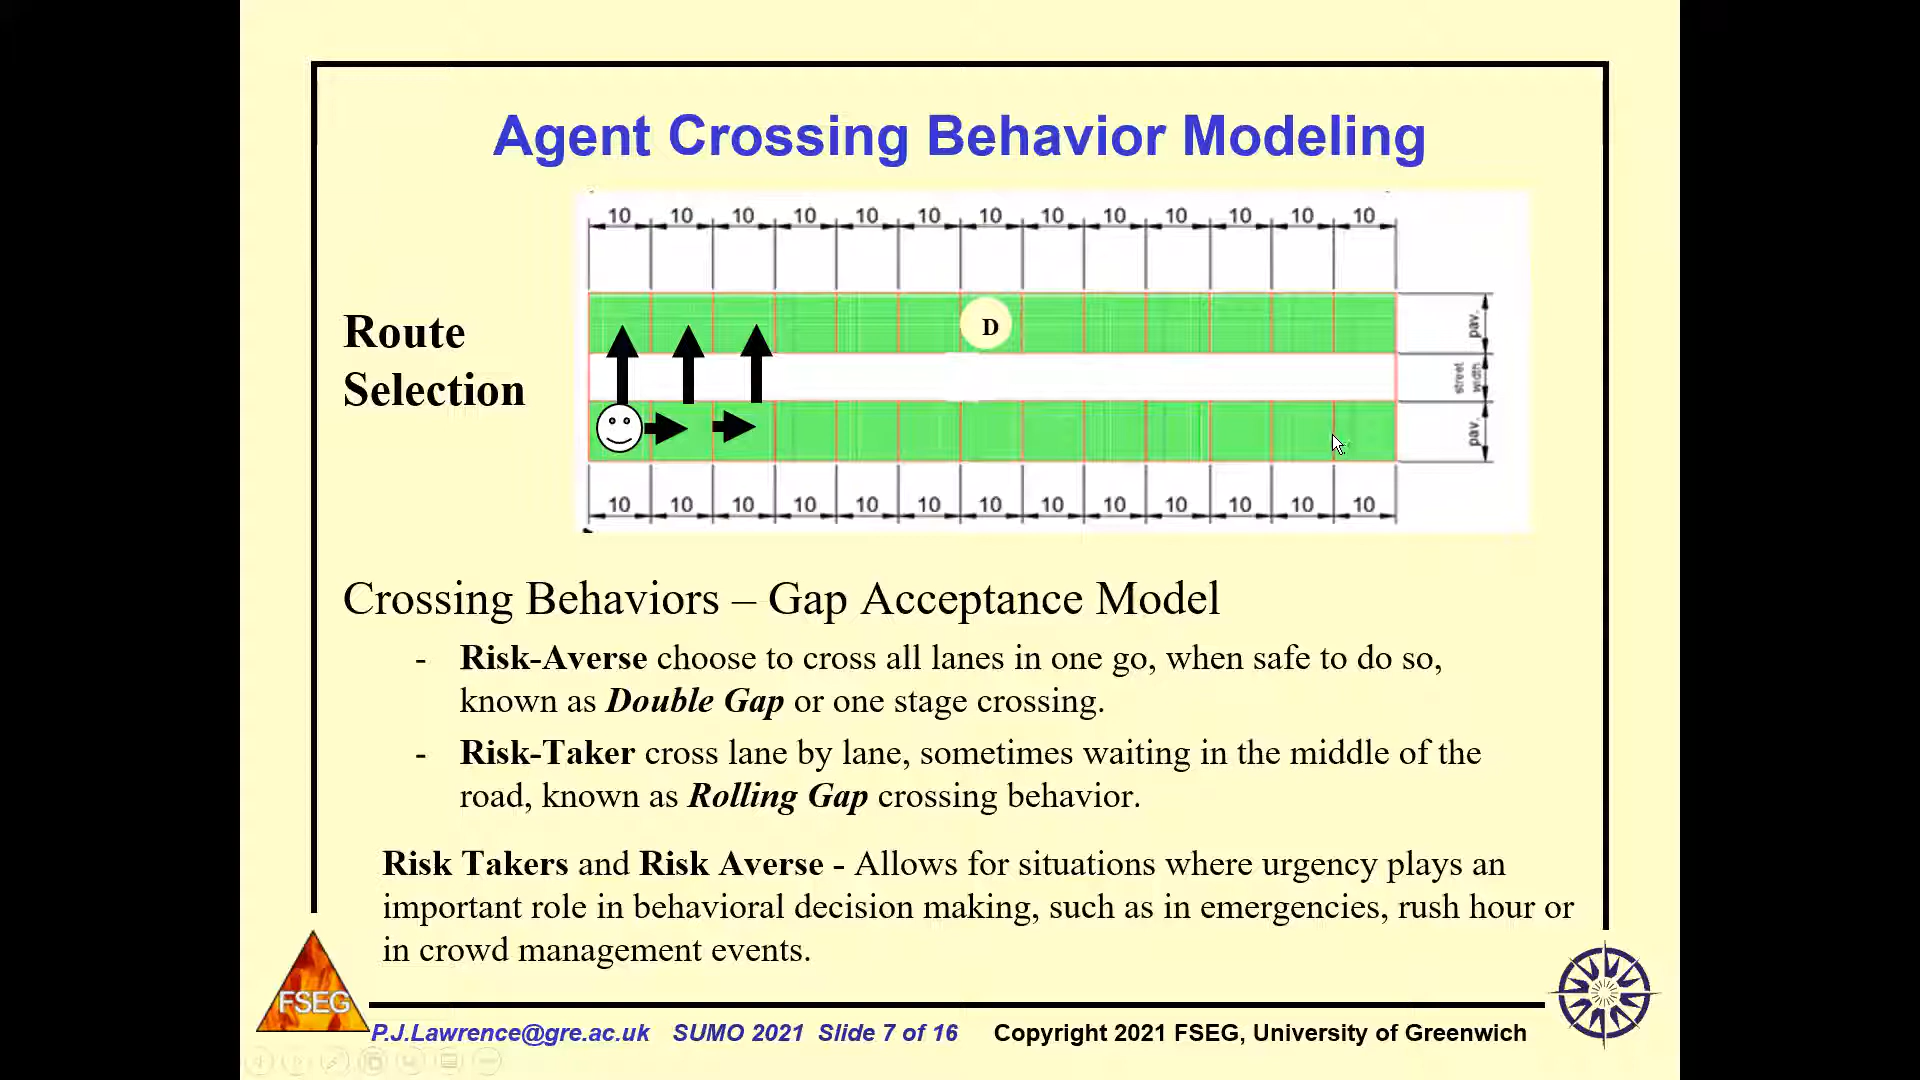 Agent Crossing Behavior Modeling
10 10 10 10 10 10 10 10 10 10 10 10 10
Route
Selection
D
pav.
street
width
pav.
10 10 10 10 10 10 10 10 10 10 10 10 10
Crossing Behaviors – Gap Acceptance Model
- Risk-Averse choose to cross all lanes in one go, when safe to do so,
known as Double Gap or one stage crossing.
- Risk-Taker cross lane by lane, sometimes waiting in the middle of the
road, known as Rolling Gap crossing behavior.
Risk Takers and Risk Averse - Allows for situations where urgency plays an
important role in behavioral decision making, such as in emergencies, rush hour or
in crowd management events.
FSEG
P.J.Lawrence@gre.ac.uk SUMO 2021 Slide 7 of 16 Copyright 2021 FSEG, University of Greenwich